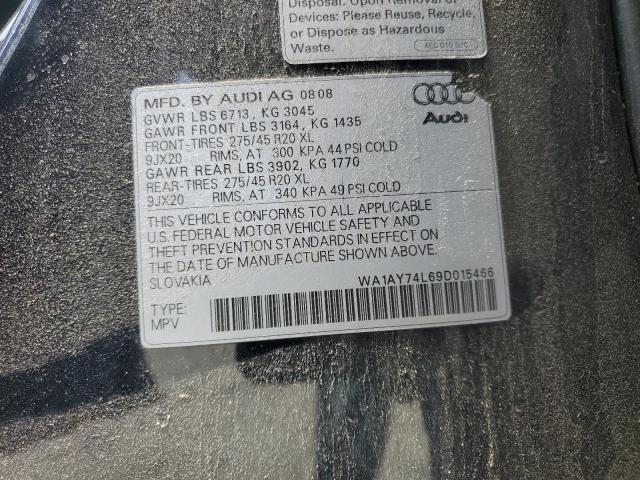 Disposal. Upon Removal of
Devices: Please Reuse, Recycle,
or Dispose as Hazardous
Waste.
MFD. BY AUDI AG 0808
GVWR LBS 6713, KG 3045
GAWR FRONT LBS 3164, KG 1435
FRONT-TIRES 275/45 R20 XL
9JX20 RIMS, AT 300 KPA 44 PSI COLD
GAWR REAR LBS 3902, KG 1770
REAR-TIRES 275/45 R20 XL
9JX20 RIMS, AT 340 KPA 49 PSI COLD
Audi
THIS VEHICLE CONFORMS TO ALL APPLICABLE
U.S. FEDERAL MOTOR VEHICLE SAFETY AND
THEFT PREVENTION STANDARDS IN EFFECT ON
THE DATE OF MANUFACTURE SHOWN ABOVE.
SLOVAKIA WA1AY74L69D015466
TYPE:
MPV